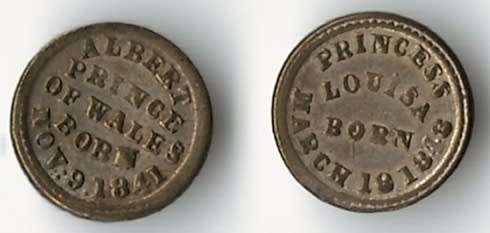 ALBERT
PRINCE
OF WALES
BORN
NOV. 9. 1841
PRINCESS
LOUISA
BORN
MARCH 18 1848